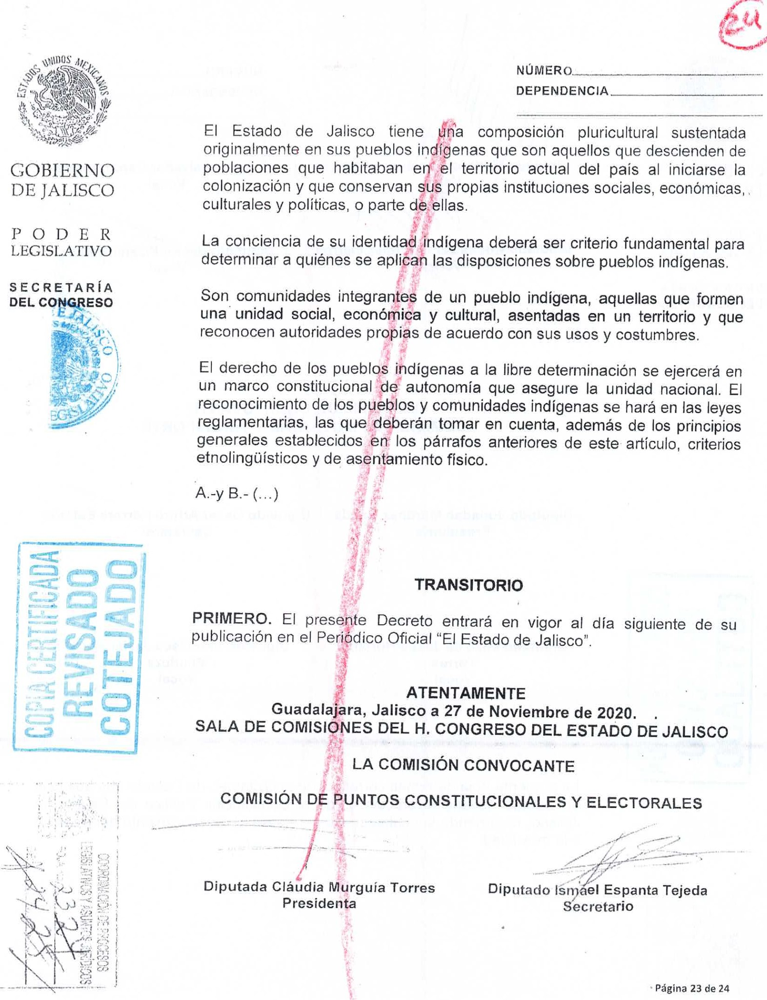 24
ESTADOS UNIDOS MEXICANOS
NÚMERO
DEPENDENCIA
GOBIERNO
DE JALISCO
PODER
LEGISLATIVO
SECRETARÍA
DEL CONGRESO
E JALISCO
El Estado de Jalisco tiene una composición pluricultural sustentada
originalmente en sus pueblos indígenas que son aquellos que descienden de
poblaciones que habitaban en el territorio actual del país al iniciarse la
colonización y que conservan sus propias instituciones sociales, económicas,
culturales y políticas, o parte de ellas.
La conciencia de su identidad indígena deberá ser criterio fundamental para
determinar a quiénes se aplican las disposiciones sobre pueblos indígenas.
Son comunidades integrantes de un pueblo indígena, aquellas que formen
una unidad social, económica y cultural, asentadas en un territorio y que
reconocen autoridades propias de acuerdo con sus usos y costumbres.
El derecho de los pueblos indígenas a la libre determinación se ejercerá en
un marco constitucional de autonomía que asegure la unidad nacional. El
reconocimiento de los pueblos y comunidades indígenas se hará en las leyes
reglamentarias, las que deberán tomar en cuenta, además de los principios
generales establecidos en los párrafos anteriores de este artículo, criterios
etnolingüísticos y de asentamiento físico.
A.-y B.- (...)
COPIA CERTIFICADA
REVISADO
COTEJADO
TRANSITORIO
PRIMERO. El presente Decreto entrará en vigor al día siguiente de su
publicación en el Periódico Oficial “El Estado de Jalisco”.
ATENTAMENTE
Guadalajara, Jalisco a 27 de Noviembre de 2020.
SALA DE COMISIONES DEL H. CONGRESO DEL ESTADO DE JALISCO
LA COMISIÓN CONVOCANTE
COMISIÓN DE PUNTOS CONSTITUCIONALES Y ELECTORALES
Diputada Claudia Murguía Torres
Presidenta
Diputado Ismael Espanta Tejeda
Secretario
COORDINACIÓN DE PROCESOS
LEGISLATIVOS Y ASUNTOS JURÍDICOS
Página 23 de 24